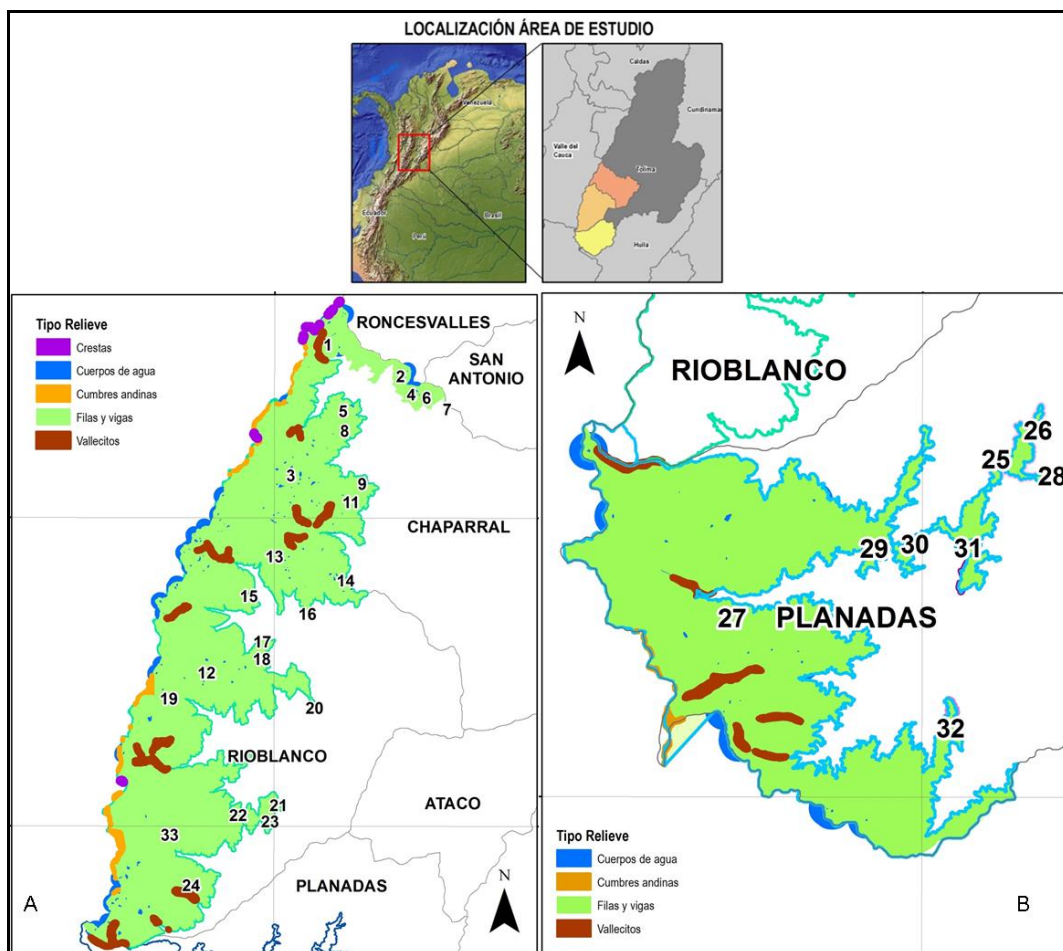 LOCALIZACIÓN ÁREA DE ESTUDIO
Venezuela
Ecuador
Perú
Brasil
Caldas
Cundinamar
Valle del
Cauca
Tolima
Huila
Tipo Relieve
Crestas
Cuerpos de agua
Cumbres andinas
Filas y vigas
Vallecitos
RONCESVALLES
SAN
ANTONIO
CHAPARRAL
RIOBLANCO
ATACO
PLANADAS
1
2
4
6
7
5
8
3
9
11
13
14
15
16
17
18
12
19
20
21
22
23
33
24
N
A
N
RIOBLANCO
26
25
28
29
30
31
27
PLANADAS
32
Tipo Relieve
Cuerpos de agua
Cumbres andinas
Filas y vigas
Vallecitos
B